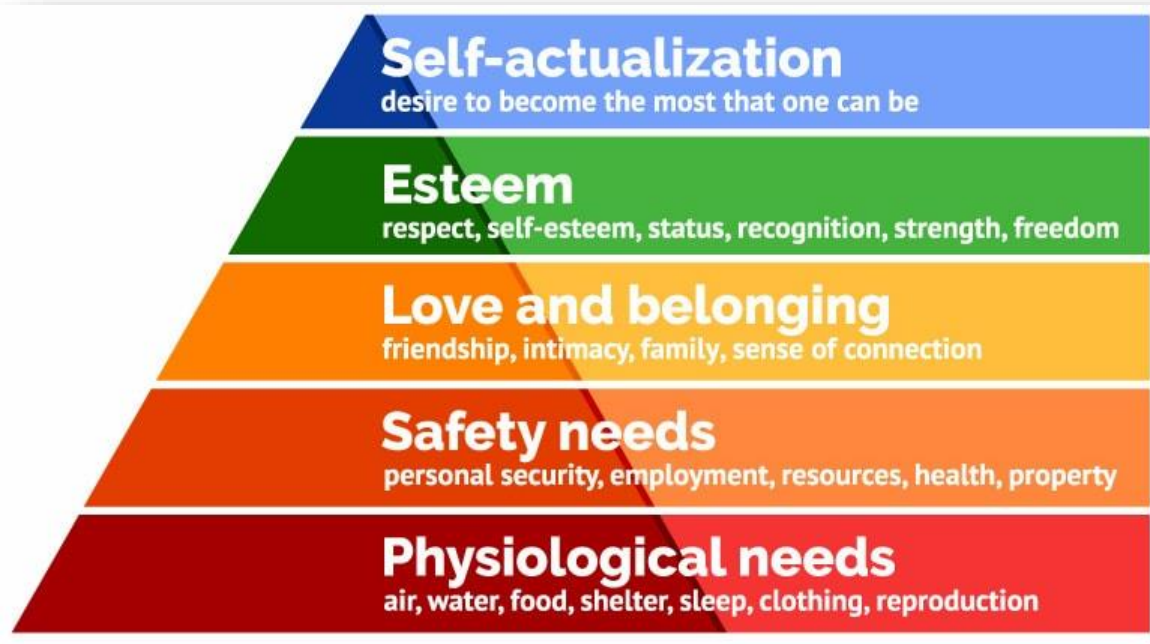 Self-actualization
desire to become the most that one can be
Esteem
respect, self-esteem, status, recognition, strength, freedom
Love and belonging
friendship, intimacy, family, sense of connection
Safety needs
personal security, employment, resources, health, property
Physiological needs
air, water, food, shelter, sleep, clothing, reproduction